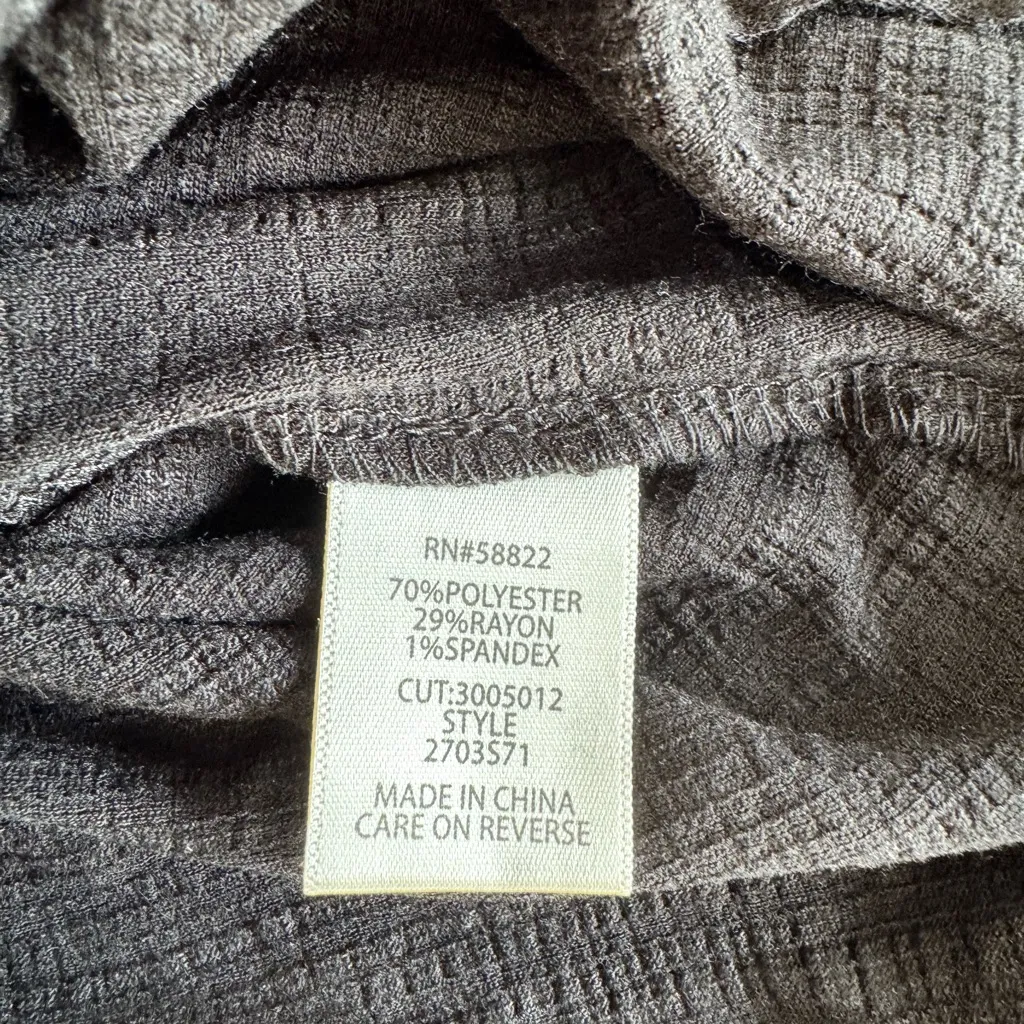 RN#58822
70%POLYESTER
29%RAYON
1%SPANDEX
CUT:3005012
STYLE
2703S71
MADE IN CHINA
CARE ON REVERSE